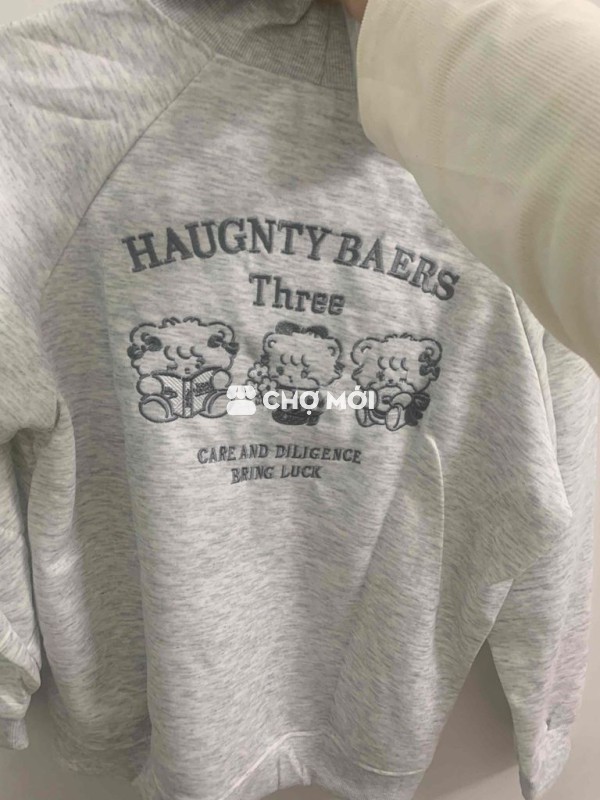 HAUGNTY BAERS
Three
CHỢ MỚI
CARE AND DILIGENCE
BRING LUCK